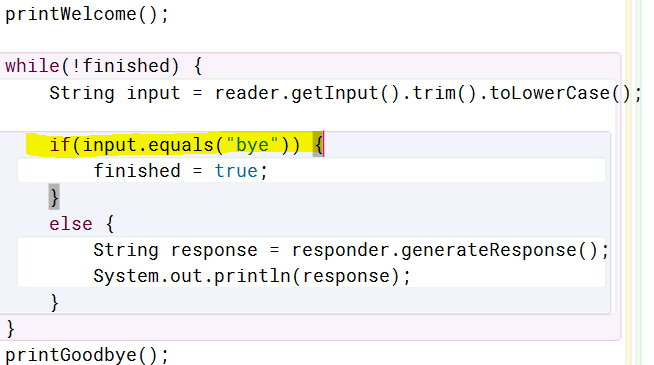 printWelcome();
while(!finished) {
String input = reader.getInput().trim().toLowerCase();
if(input.equals("bye")) {
finished = true;
}
else {
String response = responder.generateResponse();
System.out.println(response);
}
}
printGoodbye();